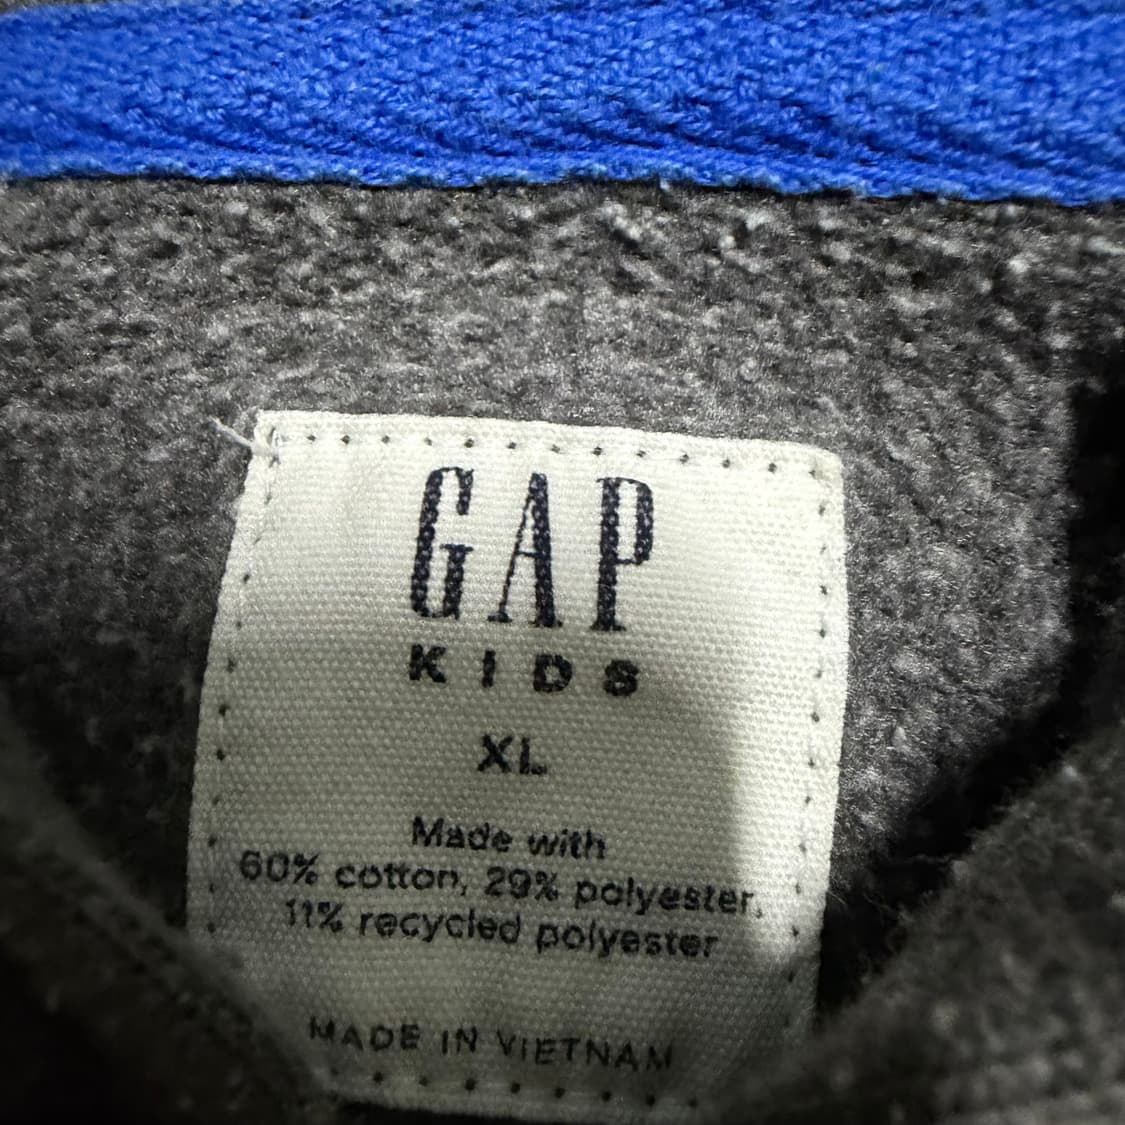 GAP
KIDS
XL
Made with
60% cotton, 29% polyester,
11% recycled polyester
MADE IN VIETNAM